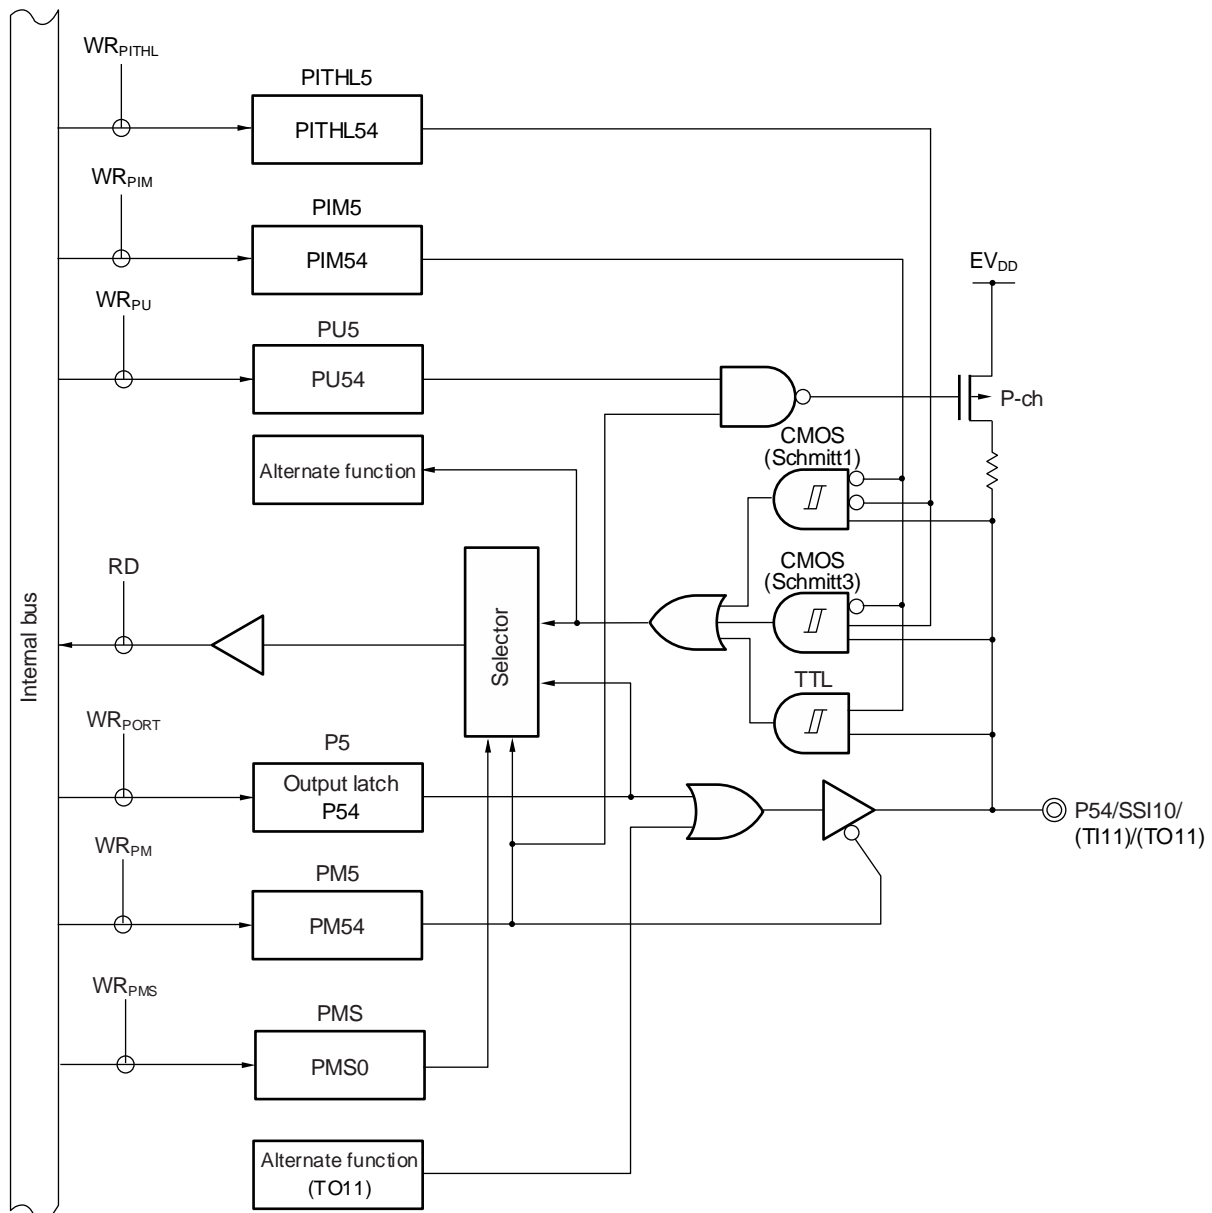 WRPITHL
PITHL5
PITHL54
WRPIM
PIM5
PIM54
EVDD
WRPU
PU5
PU54
P-ch
Alternate function
CMOS
(Schmitt1)
RD
Internal bus
Selector
CMOS
(Schmitt3)
TTL
WRPORT
P5
Output latch
P54
P54/SSI10/
(TI11)/(TO11)
WRPM
PM5
PM54
WRPMS
PMS
PMS0
Alternate function
(TO11)